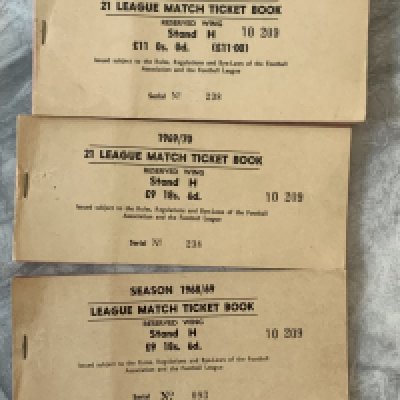 21 LEAGUE MATCH TICKET BOOK
RESERVED WING
Stand H 10 209
£11 0s. 0d. (£11·00)
Issued subject to the Rules, Regulations and Bye-Laws of the Football
Association and the Football League
Serial Nº 238
1969/70
21 LEAGUE MATCH TICKET BOOK
RESERVED WING
Stand H
£9 18s. 6d. 10 209
Issued subject to the Rules, Regulations and Bye-Laws of the Football
Association and the Football League
Serial Nº 238
SEASON 1968/69
LEAGUE MATCH TICKET BOOK
RESERVED WING
Stand H 10 209
£9 18s. 6d.
Issued subject to the Rules, Regulations and Bye-Laws of the Football
Association and the Football League
Serial Nº 093